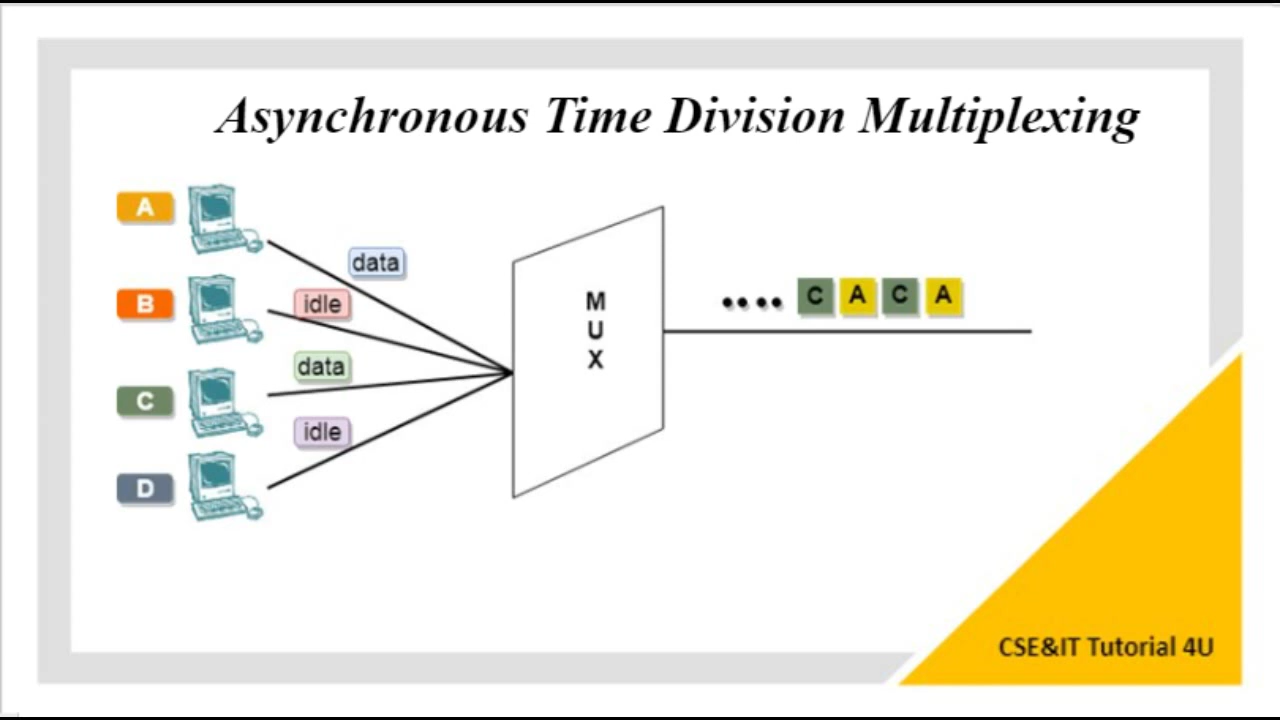 Asynchronous Time Division Multiplexing
A
data
B
idle
data
C
idle
D
M
U
X
C A C A
CSE&IT Tutorial 4U